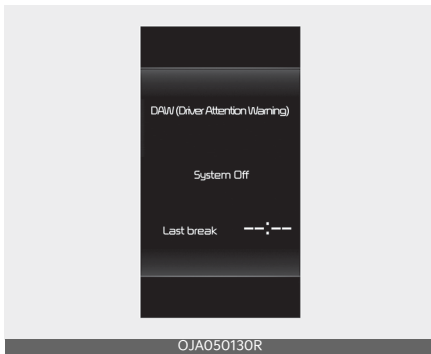 DAW (Driver Attention Warning)
System Off
Last break --:--
OJA050130R